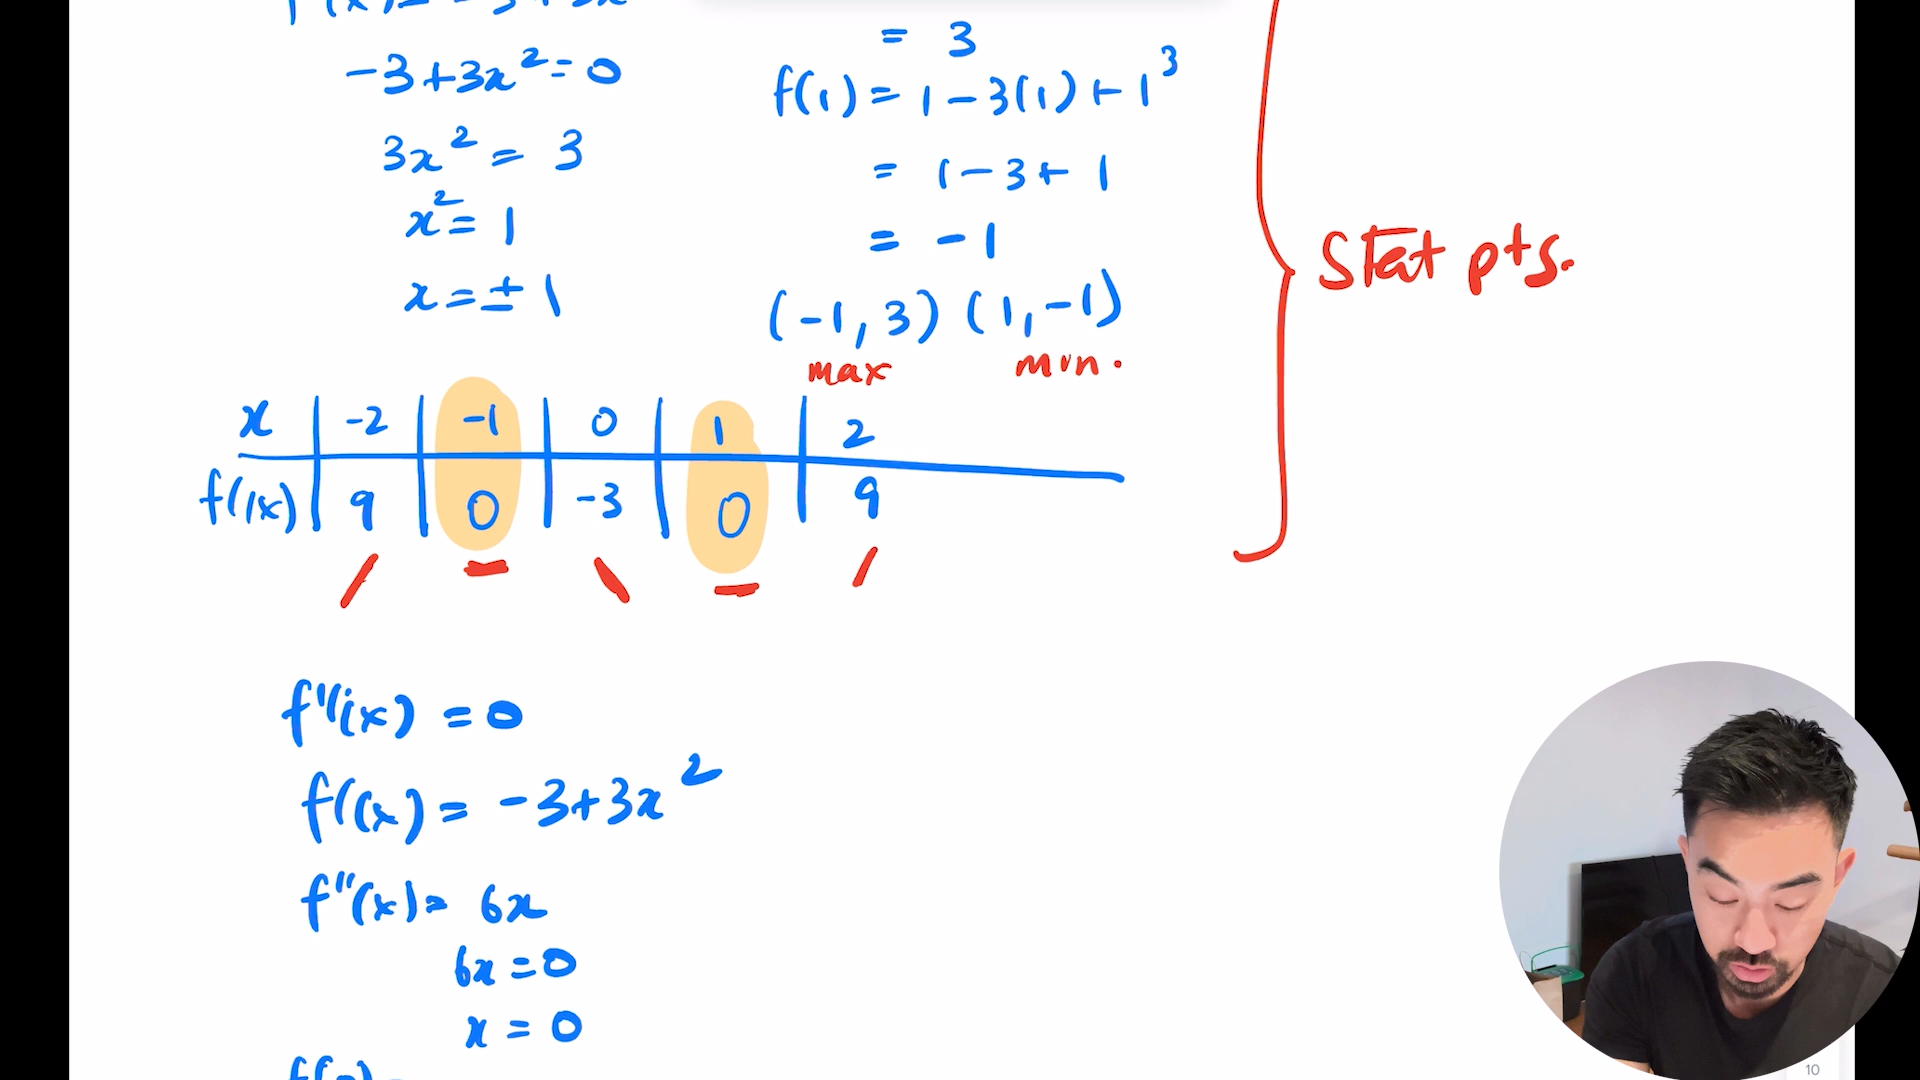 -3+3x²=0
3x² = 3
x² = 1
x = ± 1
= 3
f(1) = 1 - 3(1) + 1³
= 1 - 3 + 1
= -1
(-1, 3) (1, -1)
max min.
Stat pts.
x | -2 | -1 | 0 | 1 | 2
f'(x) | 9 | 0 | -3 | 0 | 9
f''(x) = 0
f'(x) = -3+3x²
f''(x) = 6x
6x = 0
x = 0
10